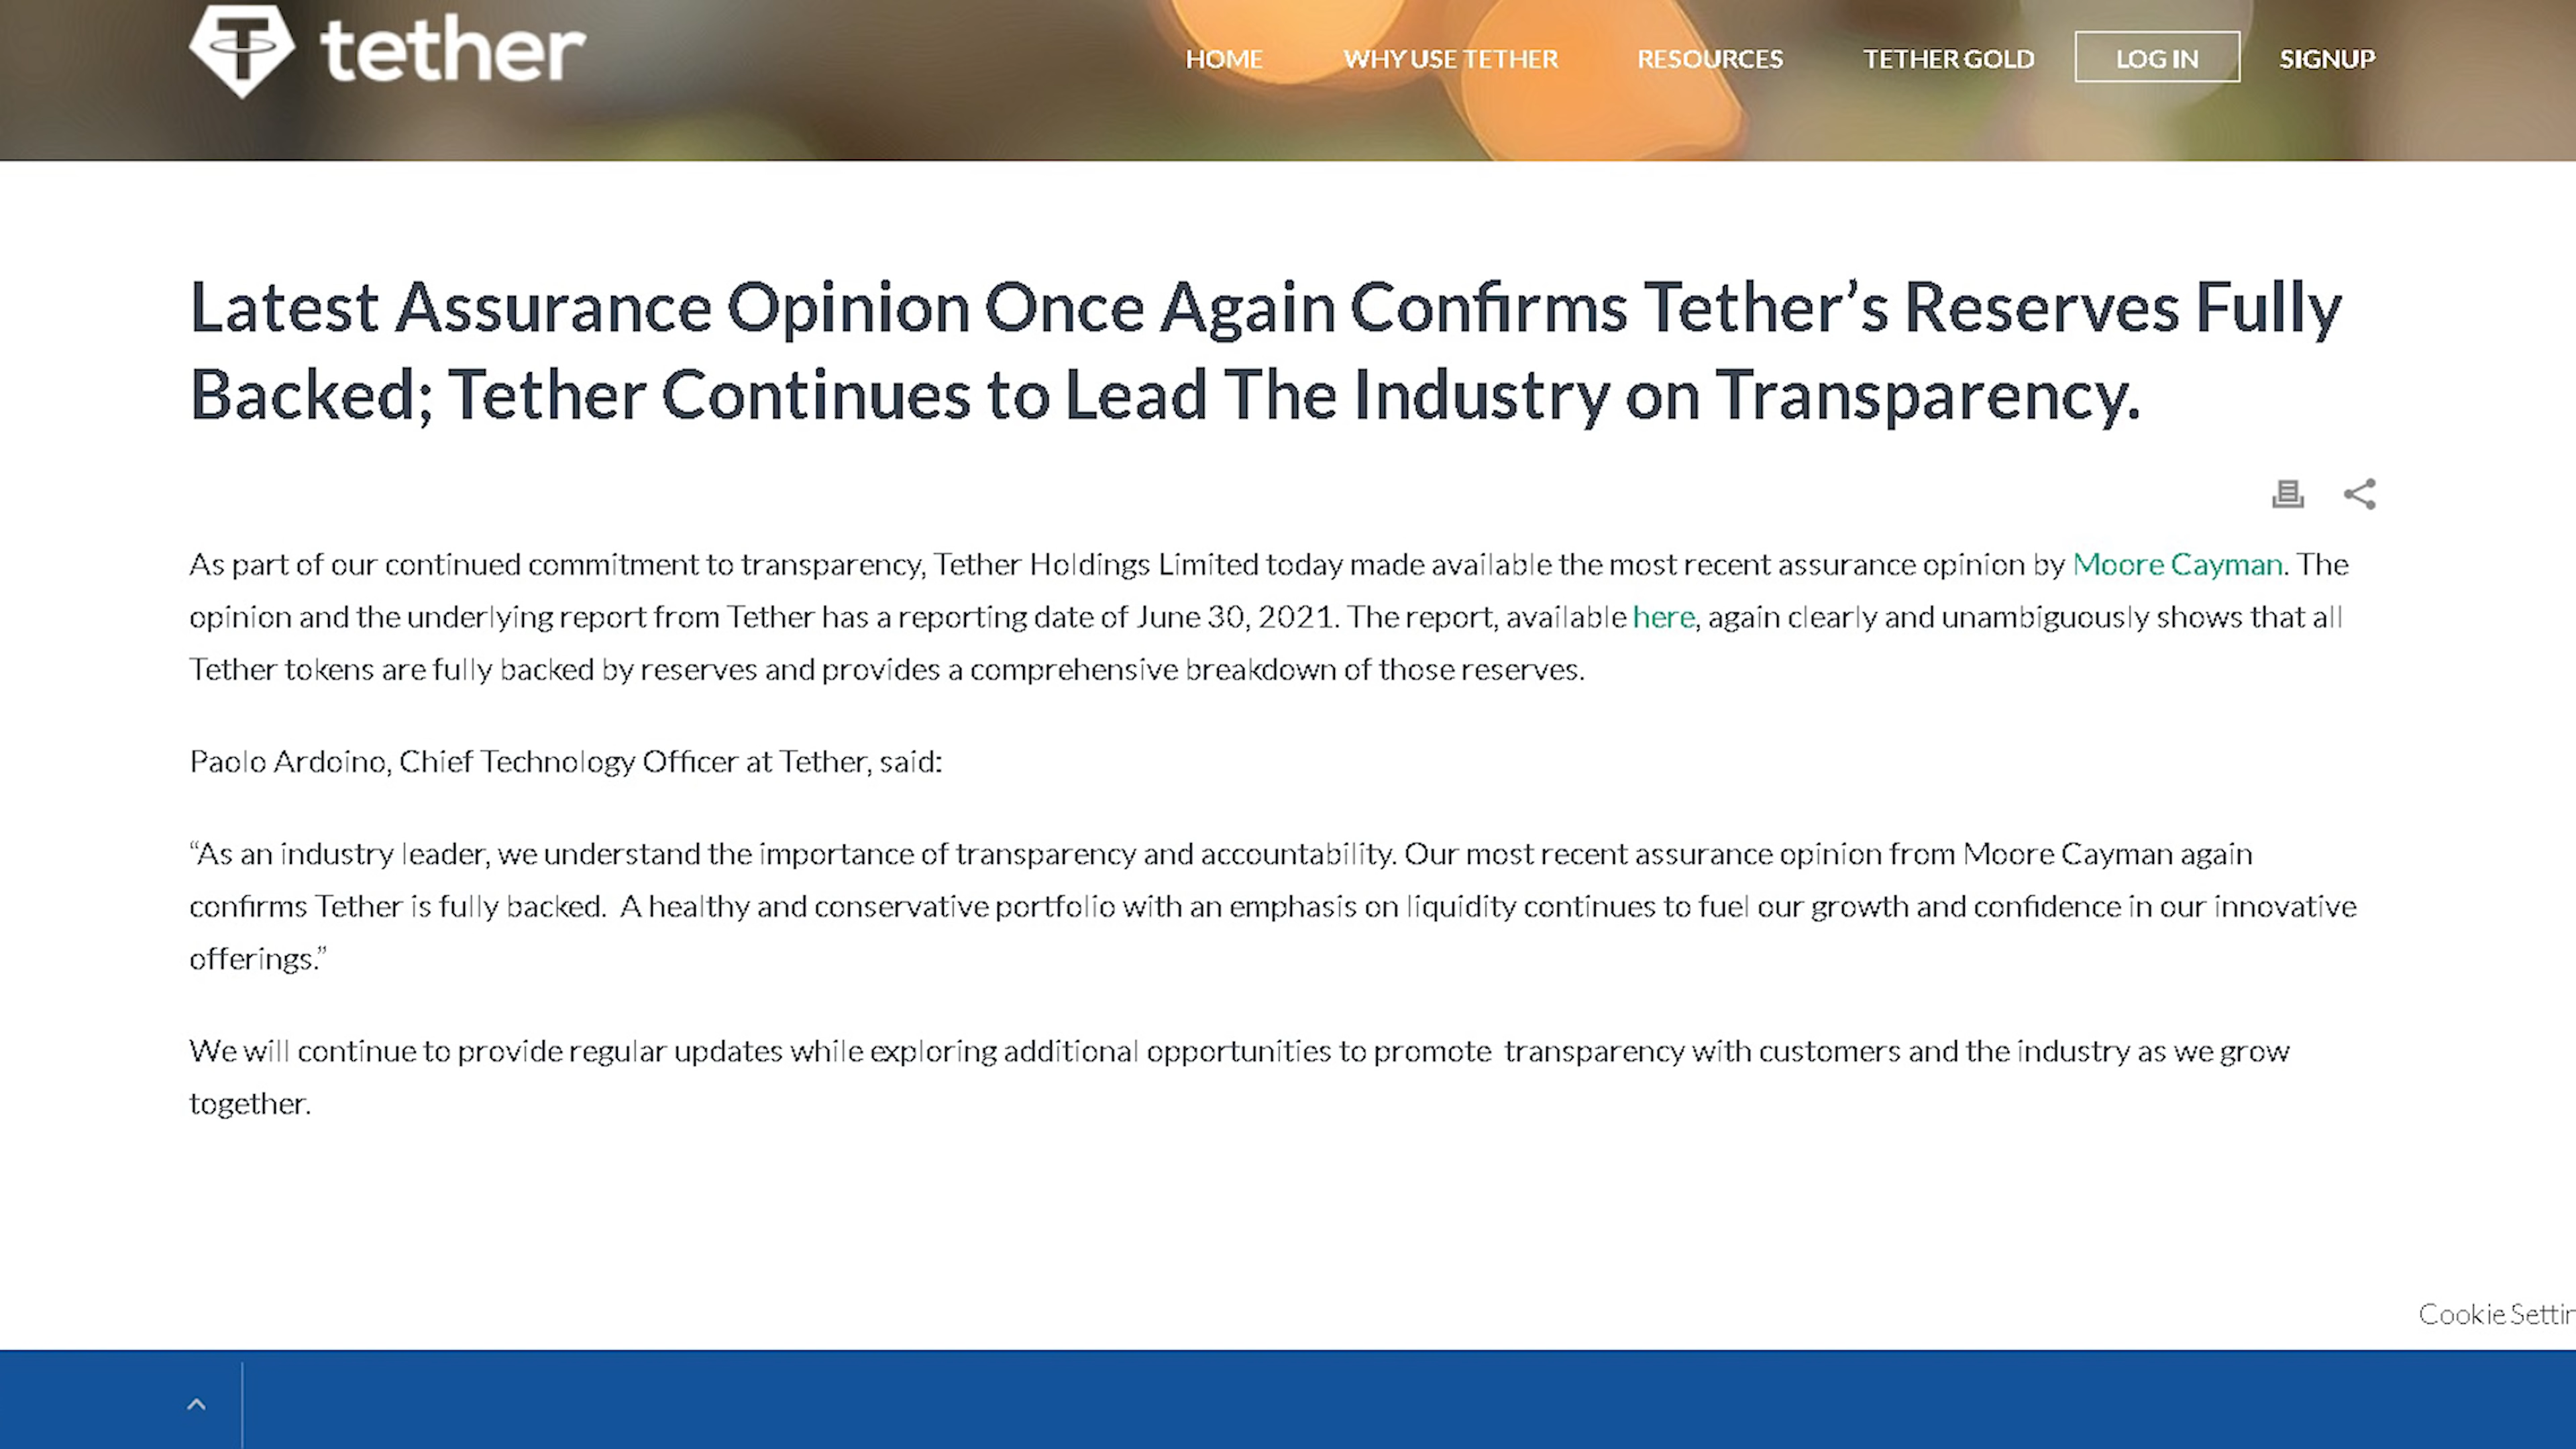 tether
HOME WHY USE TETHER RESOURCES TETHER GOLD LOG IN SIGNUP
Latest Assurance Opinion Once Again Confirms Tether’s Reserves Fully
Backed; Tether Continues to Lead The Industry on Transparency.
As part of our continued commitment to transparency, Tether Holdings Limited today made available the most recent assurance opinion by Moore Cayman. The
opinion and the underlying report from Tether has a reporting date of June 30, 2021. The report, available here, again clearly and unambiguously shows that all
Tether tokens are fully backed by reserves and provides a comprehensive breakdown of those reserves.
Paolo Ardoino, Chief Technology Officer at Tether, said:
“As an industry leader, we understand the importance of transparency and accountability. Our most recent assurance opinion from Moore Cayman again
confirms Tether is fully backed.  A healthy and conservative portfolio with an emphasis on liquidity continues to fuel our growth and confidence in our innovative
offerings.”
We will continue to provide regular updates while exploring additional opportunities to promote  transparency with customers and the industry as we grow
together.
Cookie